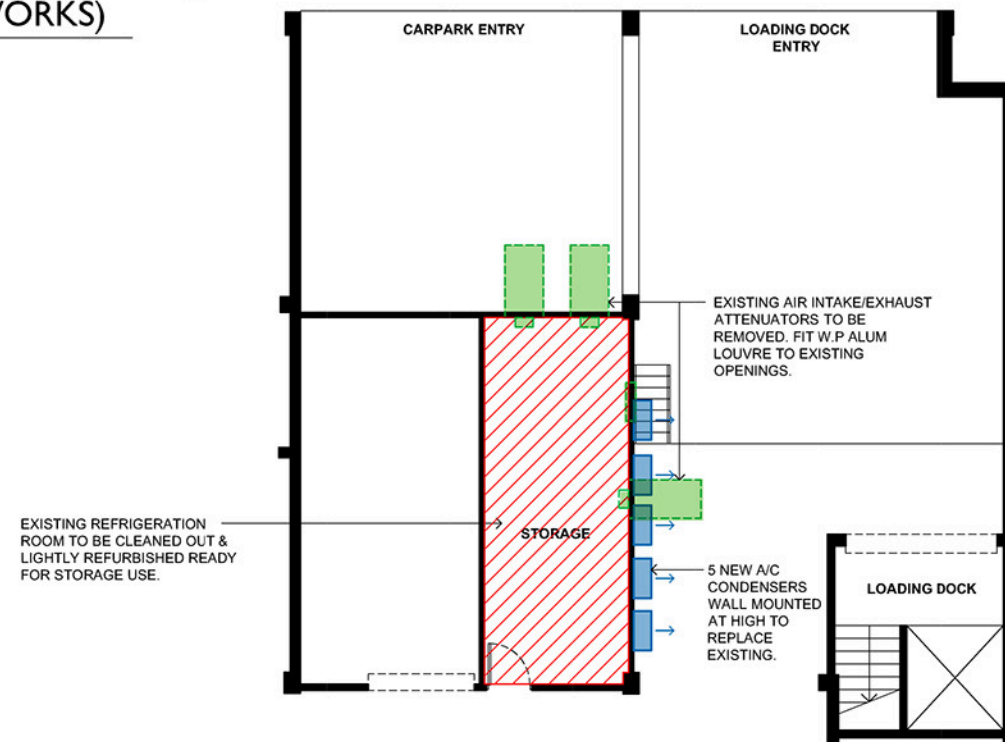 WORKS)
CARPARK ENTRY
LOADING DOCK
ENTRY
EXISTING AIR INTAKE/EXHAUST
ATTENUATORS TO BE
REMOVED. FIT W.P ALUM
LOUVRE TO EXISTING
OPENINGS.
EXISTING REFRIGERATION
ROOM TO BE CLEANED OUT &
LIGHTLY REFURBISHED READY
FOR STORAGE USE.
STORAGE
5 NEW A/C
CONDENSERS
WALL MOUNTED
AT HIGH TO
REPLACE
EXISTING.
LOADING DOCK